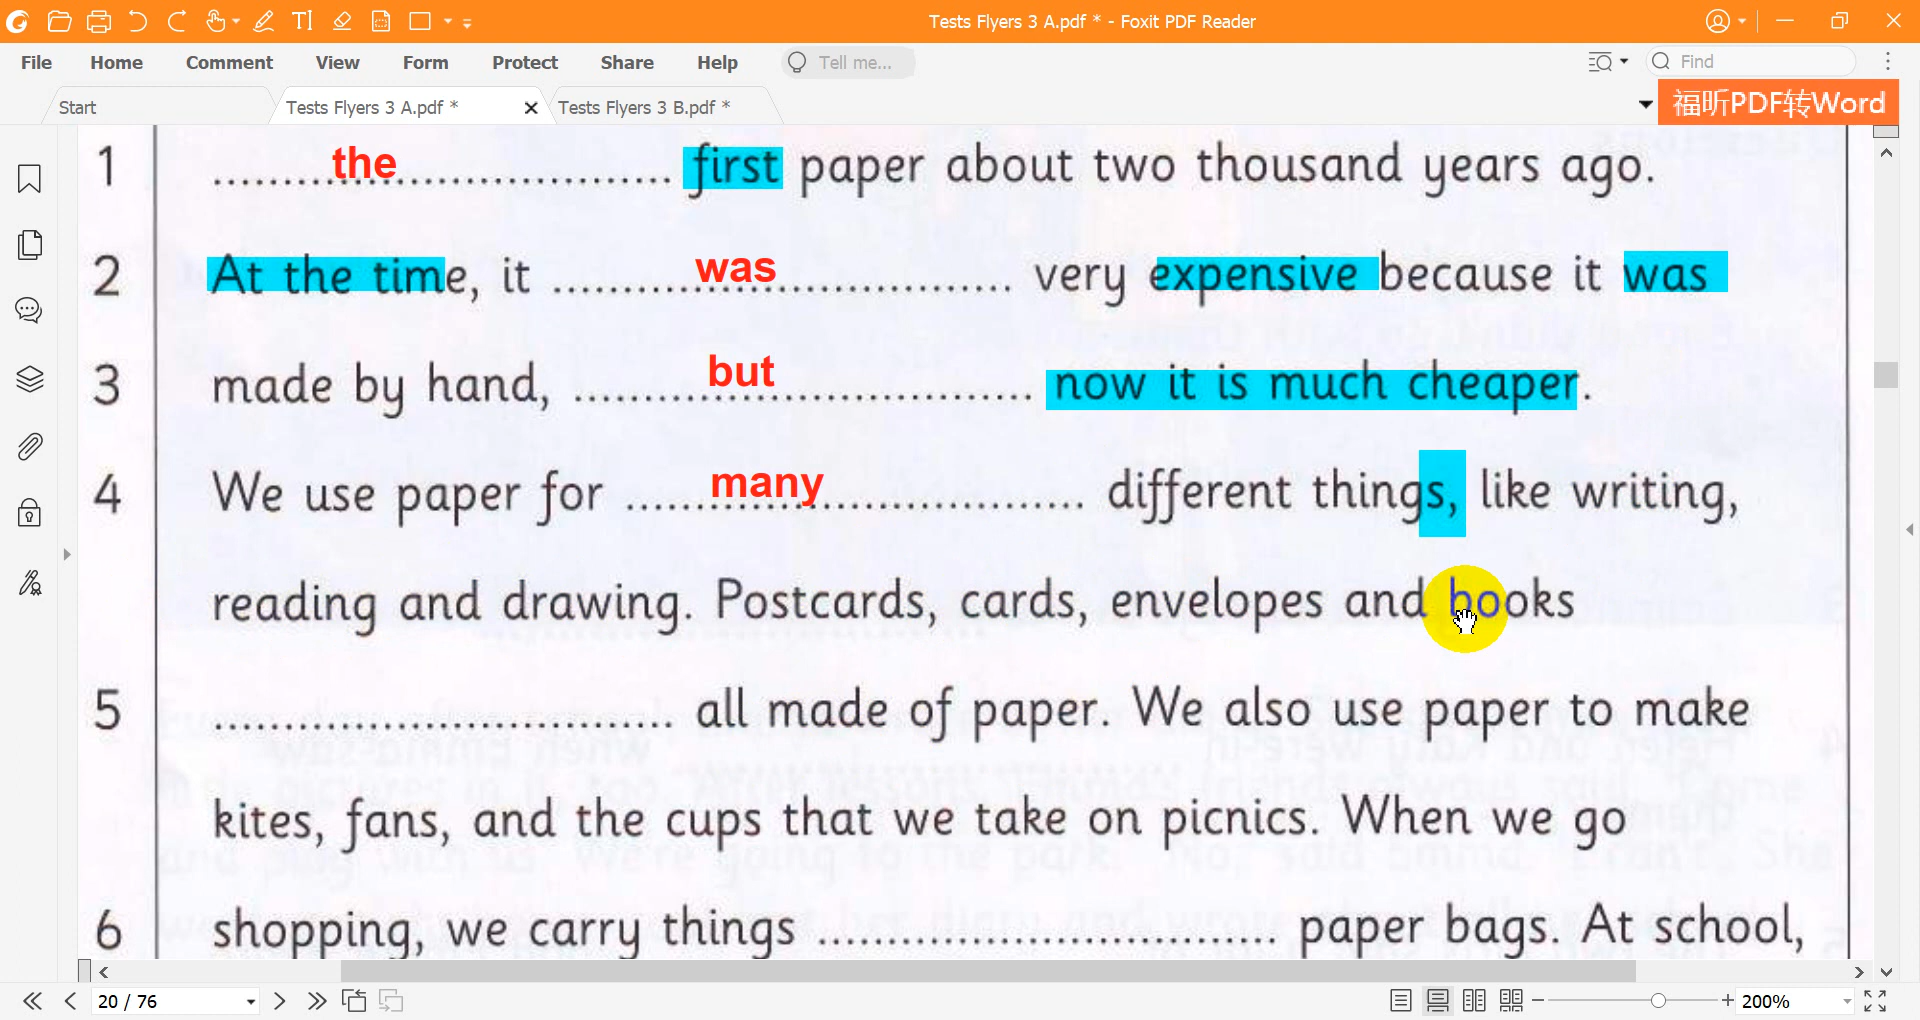 Tests Flyers 3 A.pdf * - Foxit PDF Reader
File Home Comment View Form Protect Share Help Tell me... Find
Start Tests Flyers 3 A.pdf * Tests Flyers 3 B.pdf * 福昕PDF转Word
1 the first paper about two thousand years ago.
2 At the time, it was very expensive because it was
3 made by hand, but now it is much cheaper.
4 We use paper for many different things, like writing,
reading and drawing. Postcards, cards, envelopes and books
5 all made of paper. We also use paper to make
kites, fans, and the cups that we take on picnics. When we go
6 shopping, we carry things paper bags. At school,
20 / 76 200%